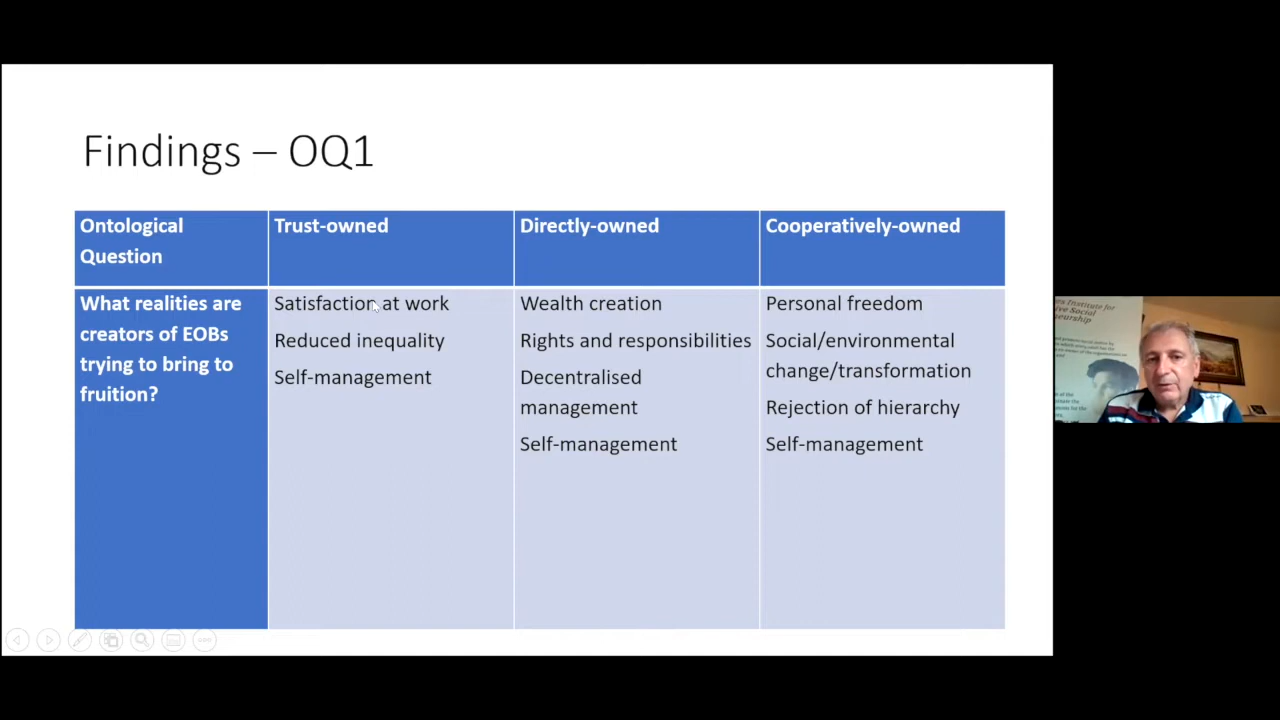 Findings – OQ1
Ontological
Question
Trust-owned
Directly-owned
Cooperatively-owned
What realities are
creators of EOBs
trying to bring to
fruition?
Satisfaction at work
Reduced inequality
Self-management
Wealth creation
Rights and responsibilities
Decentralised
management
Self-management
Personal freedom
Social/environmental
change/transformation
Rejection of hierarchy
Self-management
Institute for